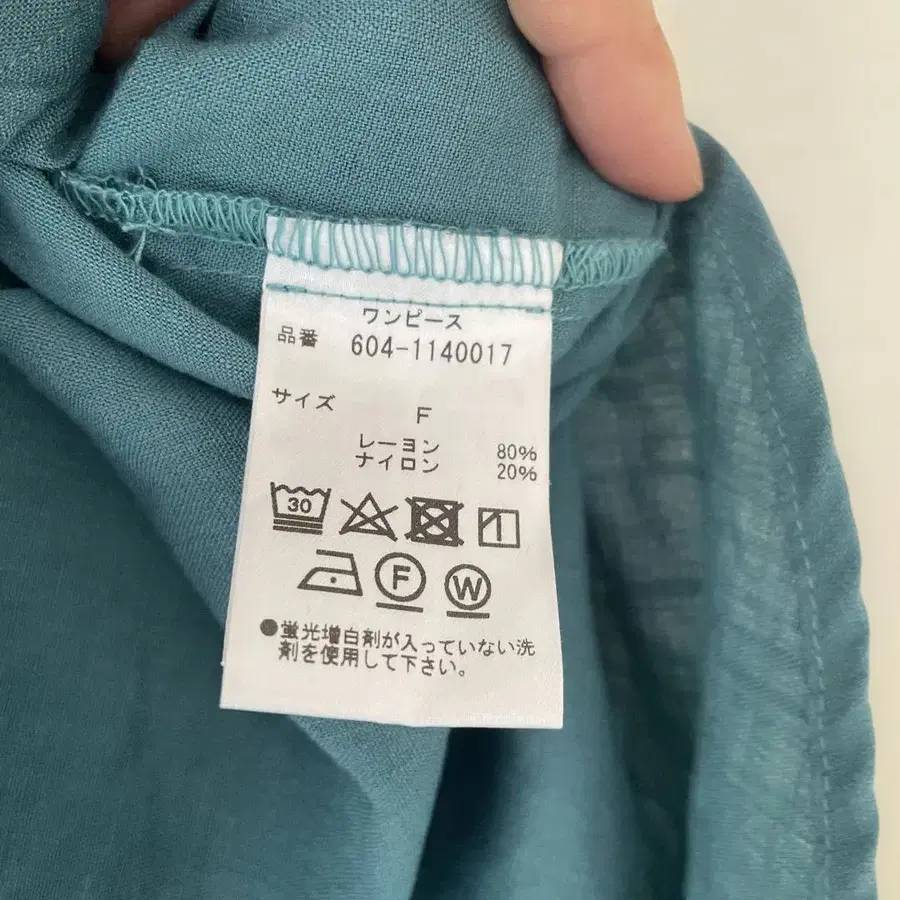 ワンピース
品番 604-1140017
サイズ F
レーヨン 80%
ナイロン 20%
30
F W
●蛍光増白剤が入っていない洗
剤を使用して下さい。